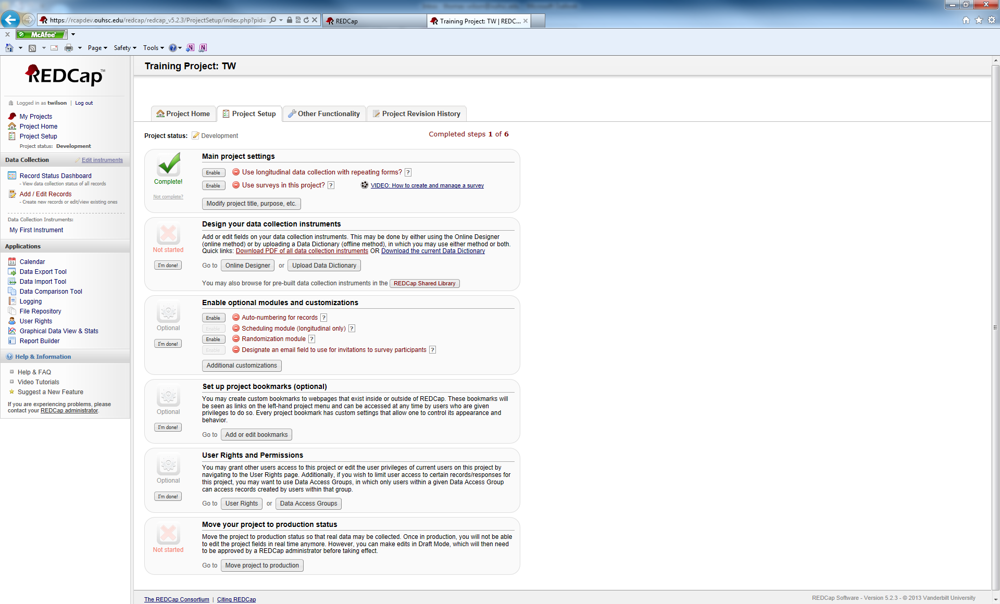 https://rcapdev.ouhsc.edu/redcap/redcap_v5.2.3/ProjectSetup/index.php?pid=
REDCap
Training Project: TW | REDC...
McAfee
Page
Safety
Tools
REDCap™
Logged in as twilson | Log out
My Projects
Project Home
Project Setup
Project status: Development
Data Collection
Edit instruments
Record Status Dashboard
- View data collection status of all records
Add / Edit Records
- Create new records or edit/view existing ones
Data Collection Instruments:
My First Instrument
Applications
Calendar
Data Export Tool
Data Import Tool
Data Comparison Tool
Logging
File Repository
User Rights
Graphical Data View & Stats
Report Builder
Help & Information
Help & FAQ
Video Tutorials
Suggest a New Feature
If you are experiencing problems, please
contact your REDCap administrator.
Training Project: TW
Project Home
Project Setup
Other Functionality
Project Revision History
Project status: Development
Completed steps 1 of 6
Complete!
Not complete?
Main project settings
Enable Use longitudinal data collection with repeating forms? ?
Enable Use surveys in this project? ? VIDEO: How to create and manage a survey
Modify project title, purpose, etc.
Not started
I'm done!
Design your data collection instruments
Add or edit fields on your data collection instruments. This may be done by either using the Online Designer
(online method) or by uploading a Data Dictionary (offline method), in which you may use either method or both.
Quick links: Download PDF of all data collection instruments OR Download the current Data Dictionary
Go to Online Designer or Upload Data Dictionary
You may also browse for pre-built data collection instruments in the REDCap Shared Library
Optional
I'm done!
Enable optional modules and customizations
Enable Auto-numbering for records ?
Enable Scheduling module (longitudinal only) ?
Enable Randomization module ?
Enable Designate an email field to use for invitations to survey participants ?
Additional customizations
Optional
I'm done!
Set up project bookmarks (optional)
You may create custom bookmarks to webpages that exist inside or outside of REDCap. These bookmarks will
be seen as links on the left-hand project menu and can be accessed at any time by users who are given
privileges to do so. Every project bookmark has custom settings that allow one to control its appearance and
behavior.
Go to Add or edit bookmarks
Optional
I'm done!
User Rights and Permissions
You may grant other users access to this project or edit the user privileges of current users on this project by
navigating to the User Rights page. Additionally, if you wish to limit user access to certain records/responses for
this project, you may want to use Data Access Groups, in which only users within a given Data Access Group
can access records created by users within that group.
Go to User Rights or Data Access Groups
Not started
Move your project to production status
Move the project to production status so that real data may be collected. Once in production, you will not be able
to edit the project fields in real time anymore. However, you can make edits in Draft Mode, which will then need
to be approved by a REDCap administrator before taking effect.
Go to Move project to production
The REDCap Consortium | Citing REDCap
REDCap Software - Version 5.2.3 - © 2013 Vanderbilt University